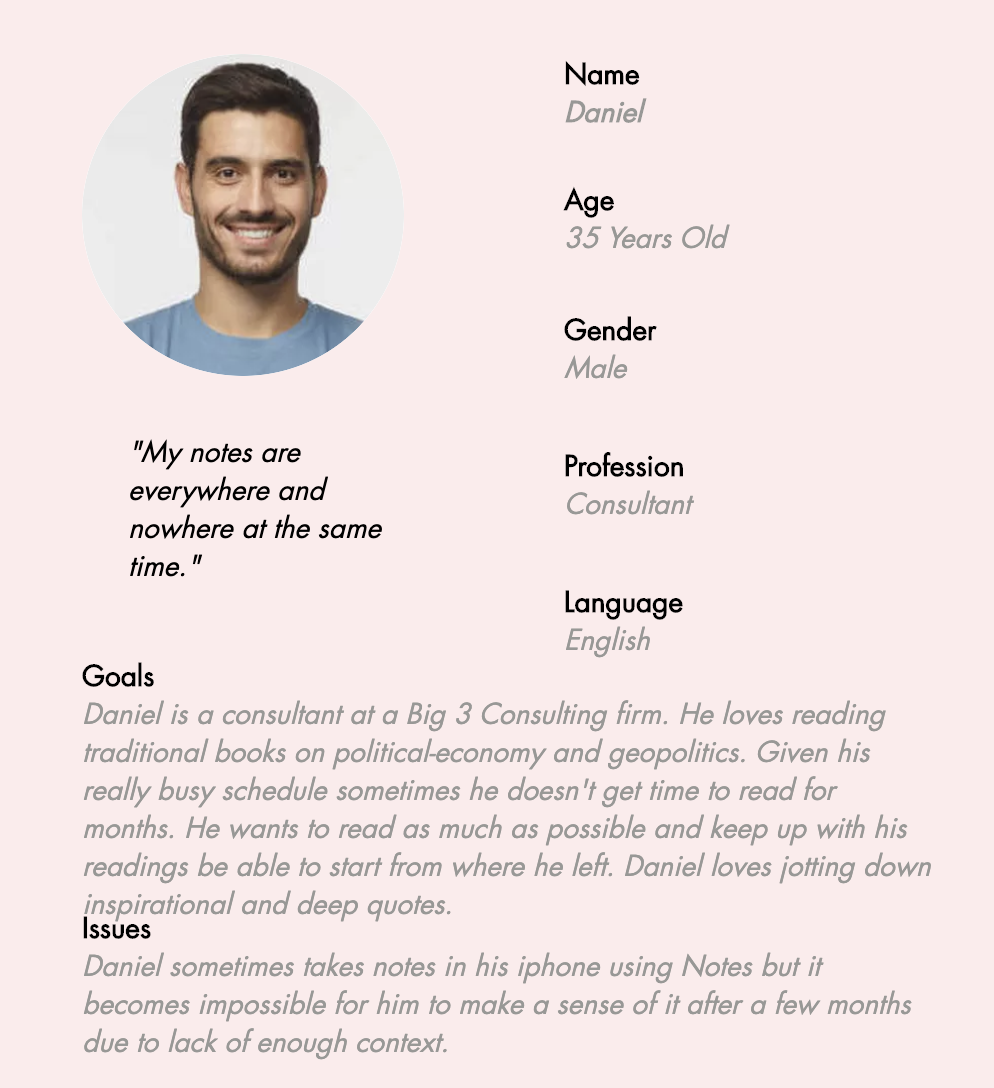 Name
Daniel
Age
35 Years Old
Gender
Male
"My notes are
everywhere and
nowhere at the same
time."
Profession
Consultant
Language
English
Goals
Daniel is a consultant at a Big 3 Consulting firm. He loves reading
traditional books on political-economy and geopolitics. Given his
really busy schedule sometimes he doesn't get time to read for
months. He wants to read as much as possible and keep up with his
readings be able to start from where he left. Daniel loves jotting down
inspirational and deep quotes.
Issues
Daniel sometimes takes notes in his iphone using Notes but it
becomes impossible for him to make a sense of it after a few months
due to lack of enough context.